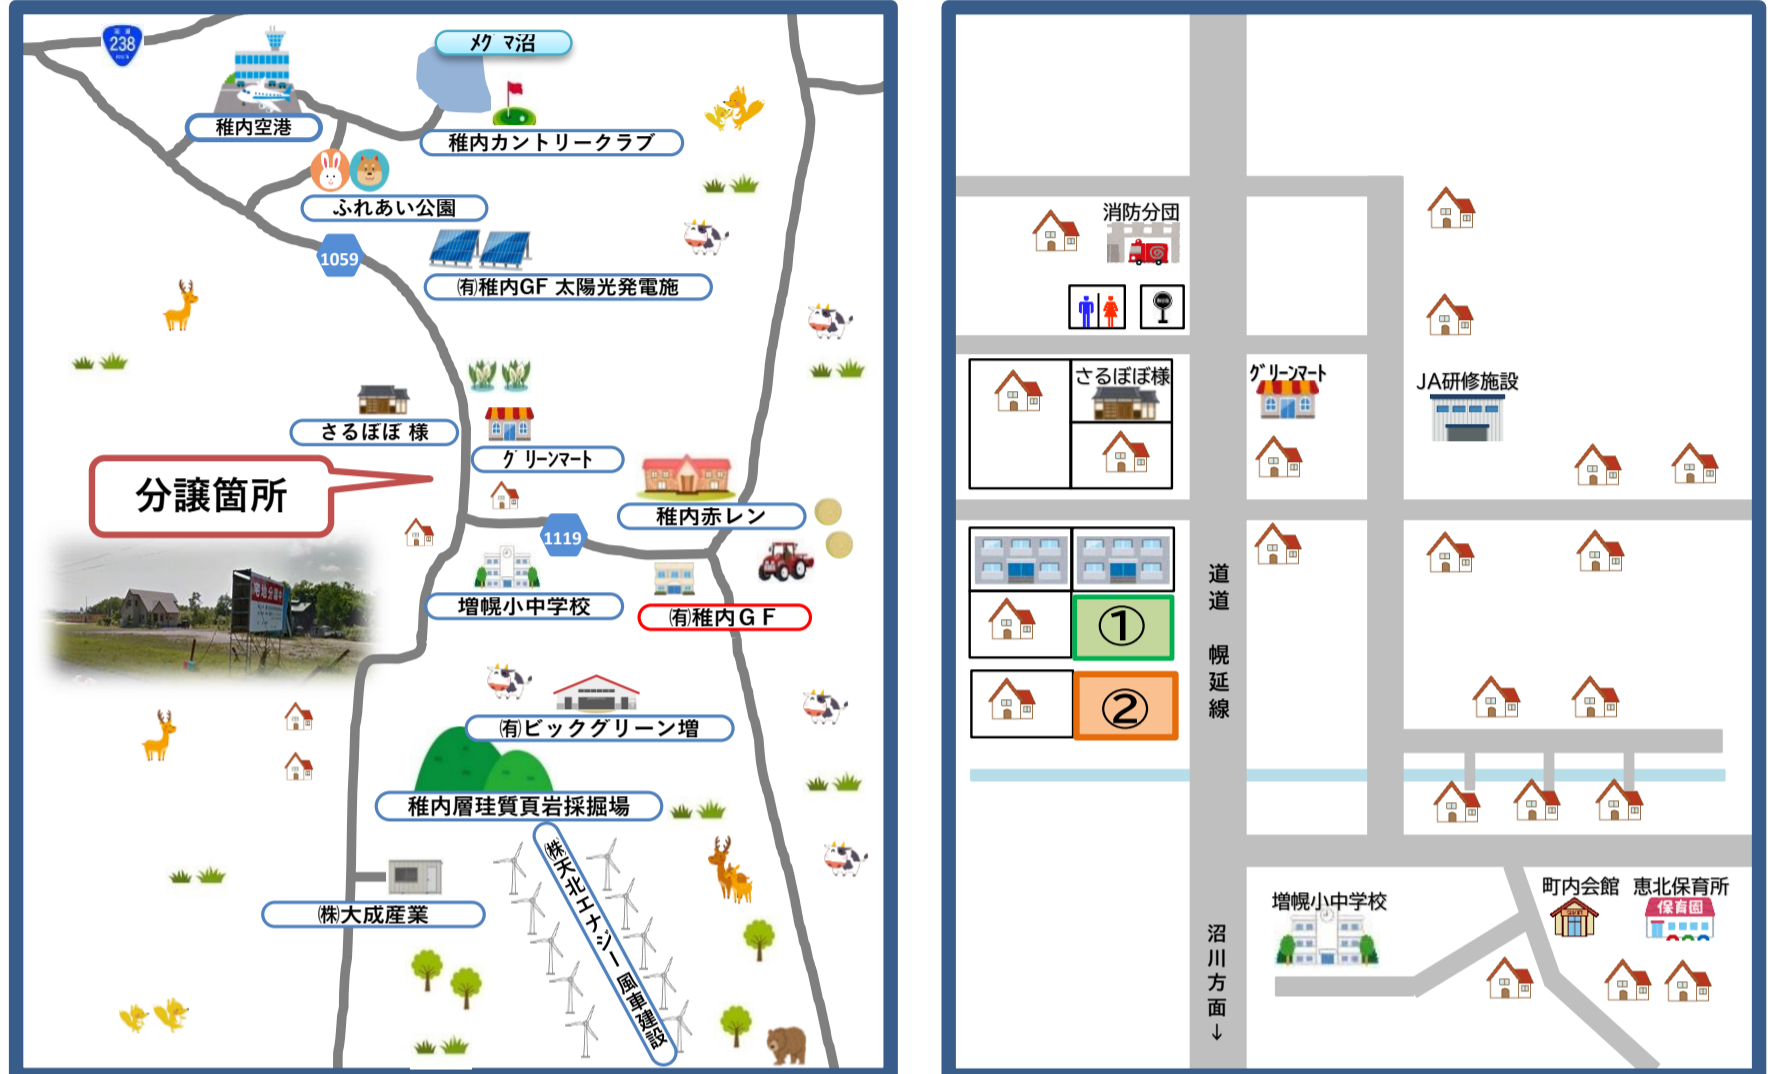 238
メグマ沼
稚内空港
稚内カントリークラブ
ふれあい公園
1059
㈲稚内GF 太陽光発電施
さるぼぼ 様
グリーンマート
分譲箇所
稚内赤レン
1119
増幌小中学校
㈲稚内ＧＦ
㈲ビックグリーン増
稚内層珪質頁岩採掘場
㈱大成産業
㈱天北エナジー 風車建設
消防分団
さるぼぼ様
グリーンマート
JA研修施設
①
②
道道 幌延線
町内会館
恵北保育所
保育園
増幌小中学校
沼川方面↓